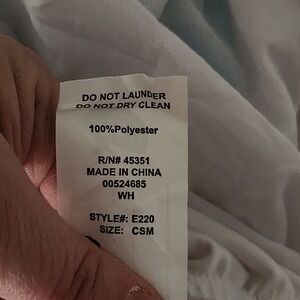 DO NOT LAUNDER
DO NOT DRY CLEAN
100%Polyester
R/N# 45351
MADE IN CHINA
00524685
WH
STYLE#: E220
SIZE: CSM